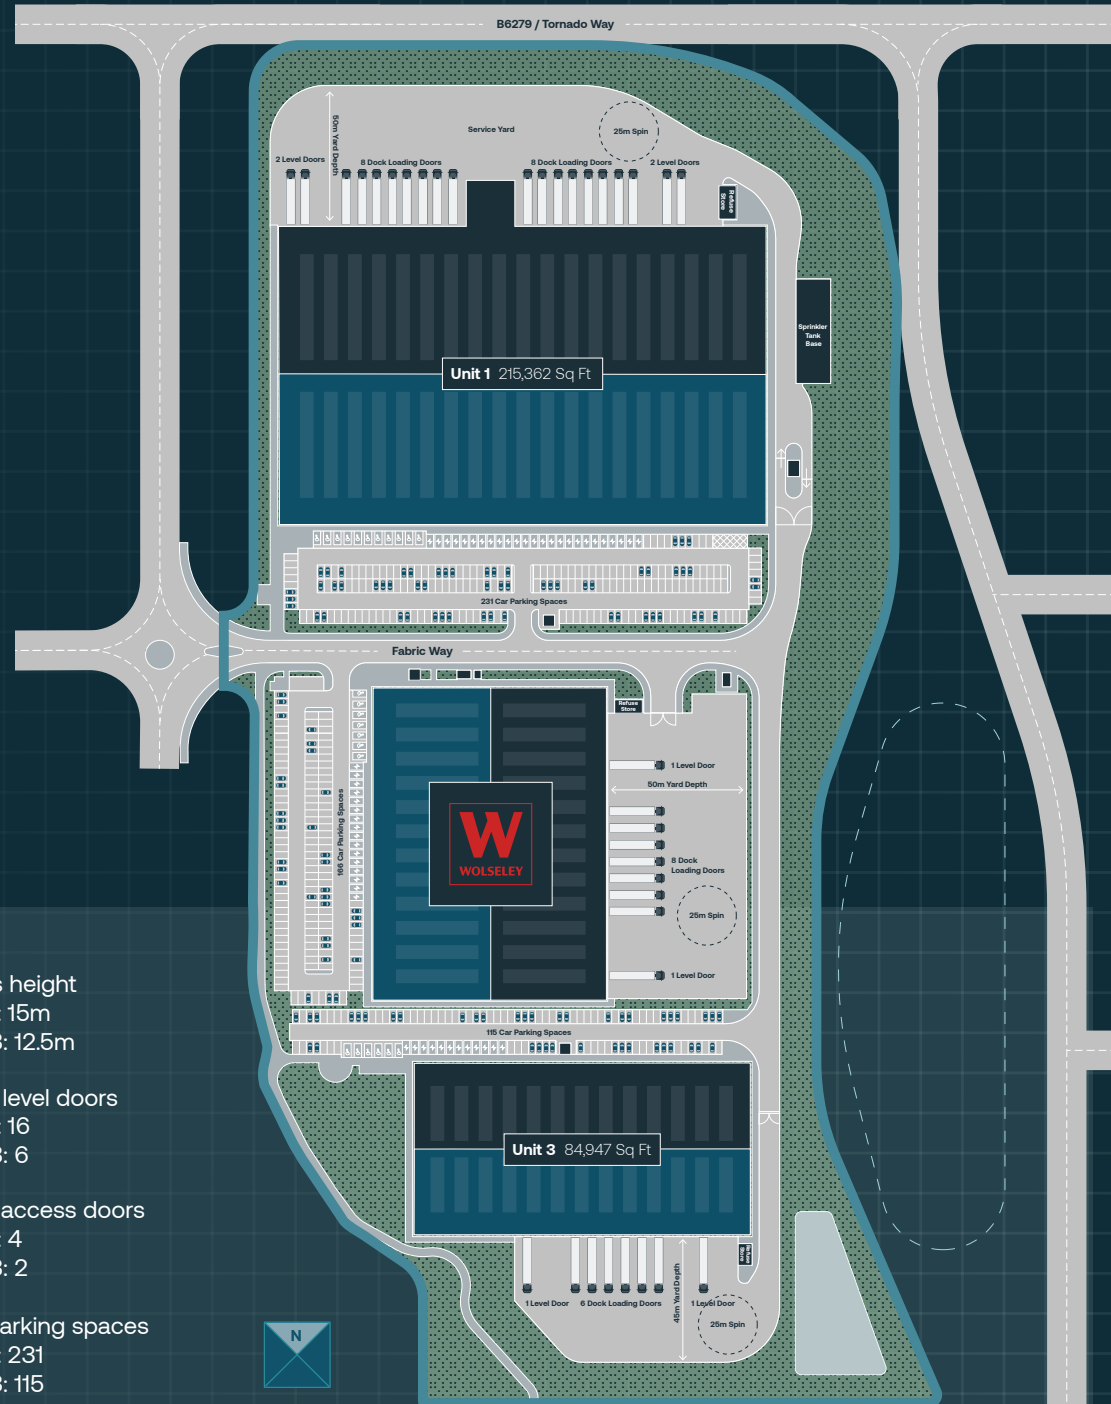 B6279 / Tornado Way
50m Yard Depth
Service Yard
25m Spin
2 Level Doors
8 Dock Loading Doors
8 Dock Loading Doors
2 Level Doors
Refuse
Store
Sprinkler
Tank
Base
Unit 1 215,362 Sq Ft
231 Car Parking Spaces
Fabric Way
Refuse
Store
1 Level Door
50m Yard Depth
166 Car Parking Spaces
W
WOLSELEY
8 Dock
Loading Doors
25m Spin
1 Level Door
115 Car Parking Spaces
Unit 3 84,947 Sq Ft
Refuse
Store
45m Yard Depth
1 Level Door
6 Dock Loading Doors
1 Level Door
25m Spin
s height
: 15m
3: 12.5m
level doors
: 16
3: 6
access doors
: 4
3: 2
arking spaces
: 231
3: 115
N